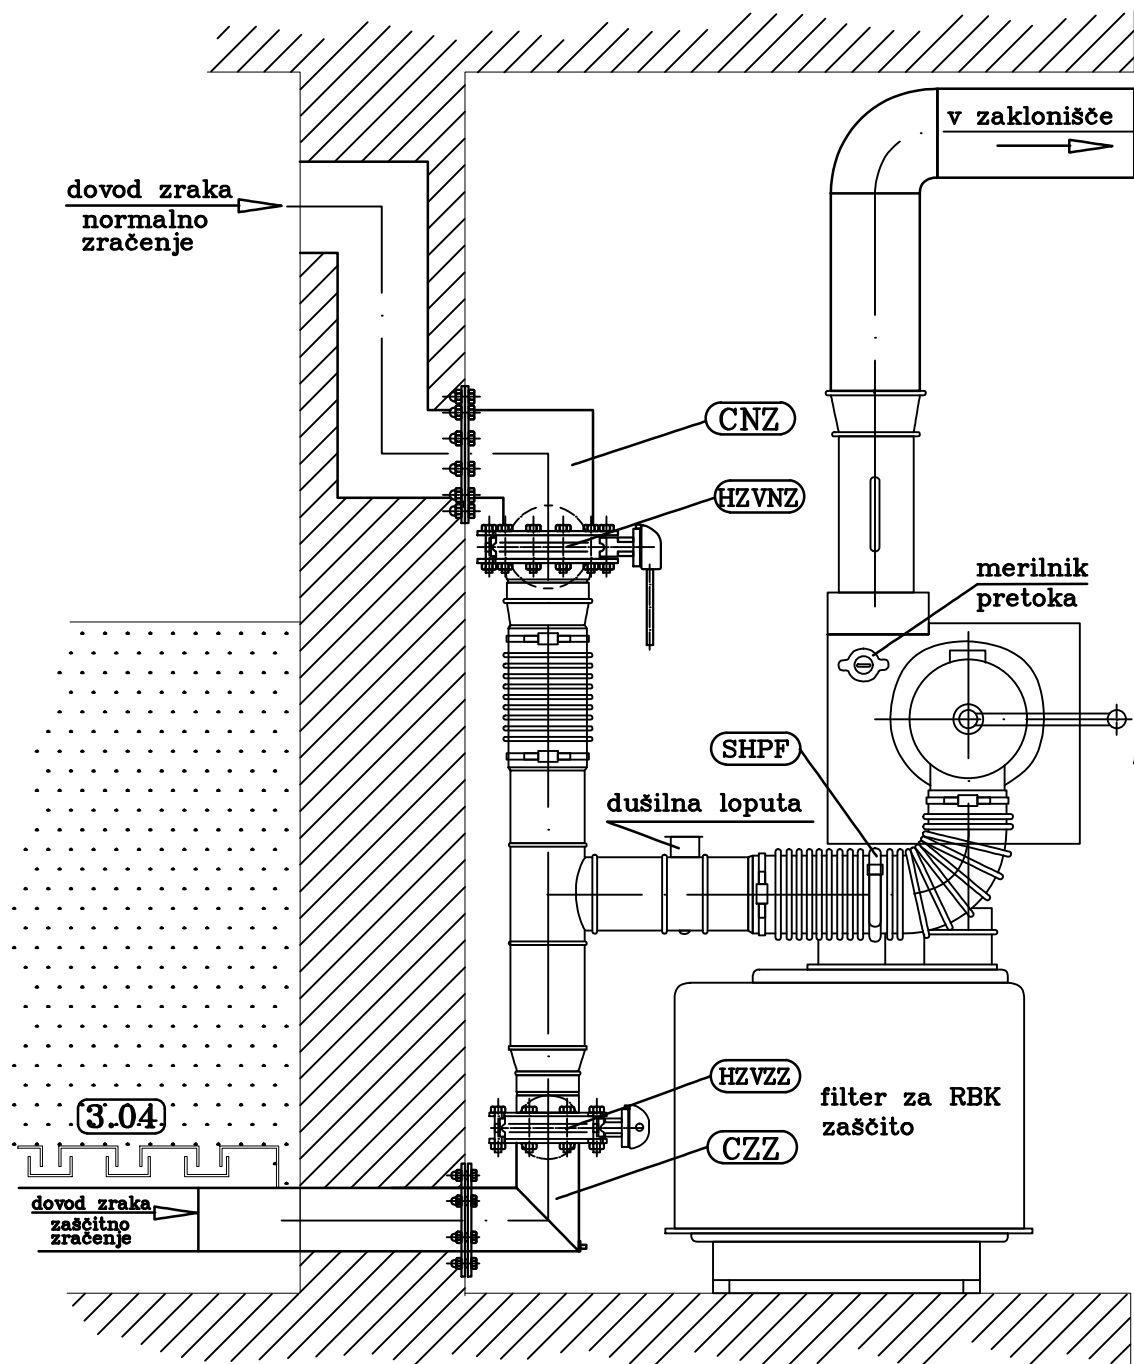 v zaklonišče
dovod zraka
normalno
zračenje
CNZ
HZVNZ
merilnik
pretoka
SHPF
dušilna loputa
HZVZZ
filter za RBK
zaščito
3.04
CZZ
dovod zraka
zaščitno
zračenje